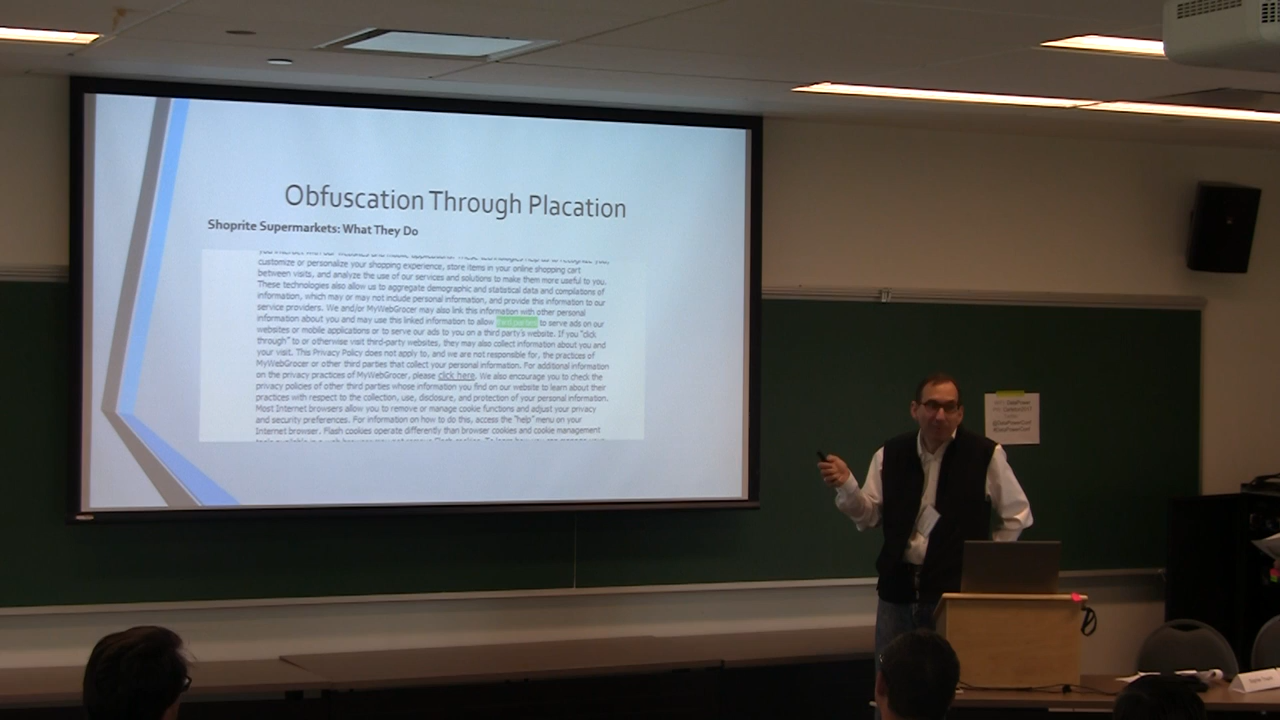 Obfuscation Through Placation
Shoprite Supermarkets: What They Do
customize or personalize your shopping experience, store items in your online shopping cart
between visits, and analyze the use of our services and solutions to make them more useful to you.
These technologies also allow us to aggregate demographic and statistical data and compilations of
information, which may or may not include personal information, and provide this information to our
service providers. We and/or MyWebGrocer may also link this information with other personal
information about you and may use this linked information to allow third parties to serve ads on our
websites or mobile applications or to serve our ads to you on a third party's website. If you "click
through" to or otherwise visit third-party websites, they may also collect information about you and
your visit. This Privacy Policy does not apply to, and we are not responsible for, the practices of
MyWebGrocer or other third parties that collect your personal information. For additional information
on the privacy practices of MyWebGrocer, please click here. We also encourage you to check the
privacy policies of other third parties whose information you find on our website to learn about their
practices with respect to the collection, use, disclosure, and protection of your personal information.
Most Internet browsers allow you to remove or manage cookie functions and adjust your privacy
and security preferences. For information on how to do this, access the "help" menu on your
Internet browser. Flash cookies operate differently than browser cookies and cookie management